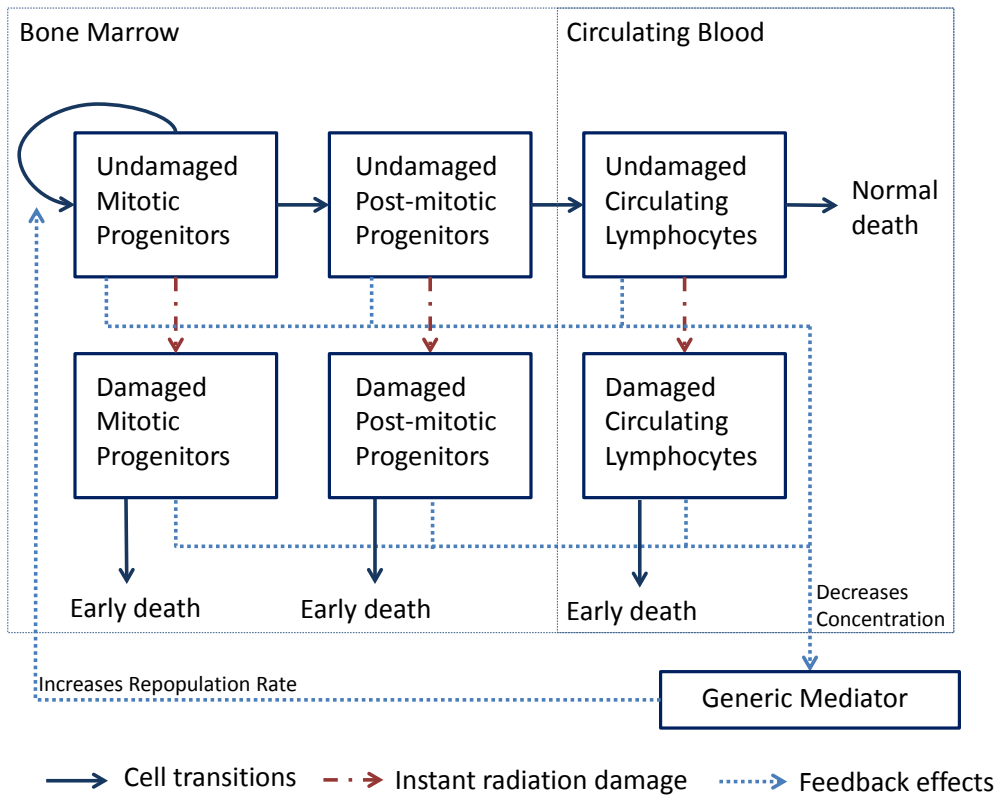 Bone Marrow
Circulating Blood
Undamaged
Mitotic
Progenitors
Undamaged
Post-mitotic
Progenitors
Undamaged
Circulating
Lymphocytes
Normal
death
Damaged
Mitotic
Progenitors
Damaged
Post-mitotic
Progenitors
Damaged
Circulating
Lymphocytes
Early death
Early death
Early death
Decreases
Concentration
Increases Repopulation Rate
Generic Mediator
Cell transitions
Instant radiation damage
Feedback effects